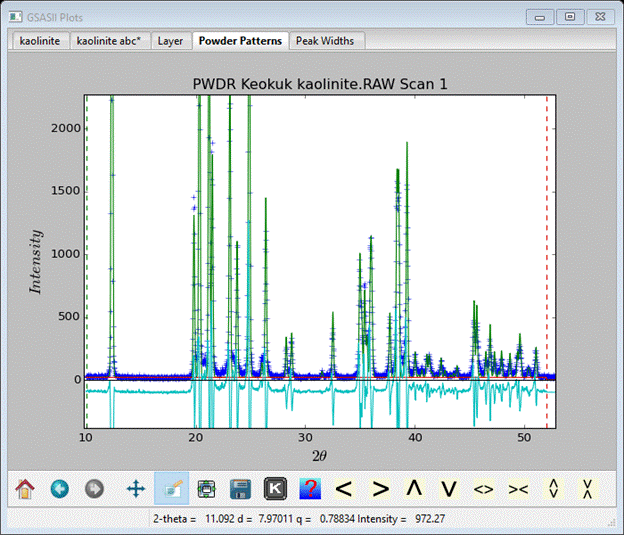 GSASII Plots
kaolinite kaolinite abc* Layer Powder Patterns Peak Widths
PWDR Keokuk kaolinite.RAW Scan 1
2000
1500
1000
500
0
Intensity
10 20 30 40 50
2θ
K ? < > <> ><
2-theta = 11.092 d = 7.97011 q = 0.78834 Intensity = 972.27